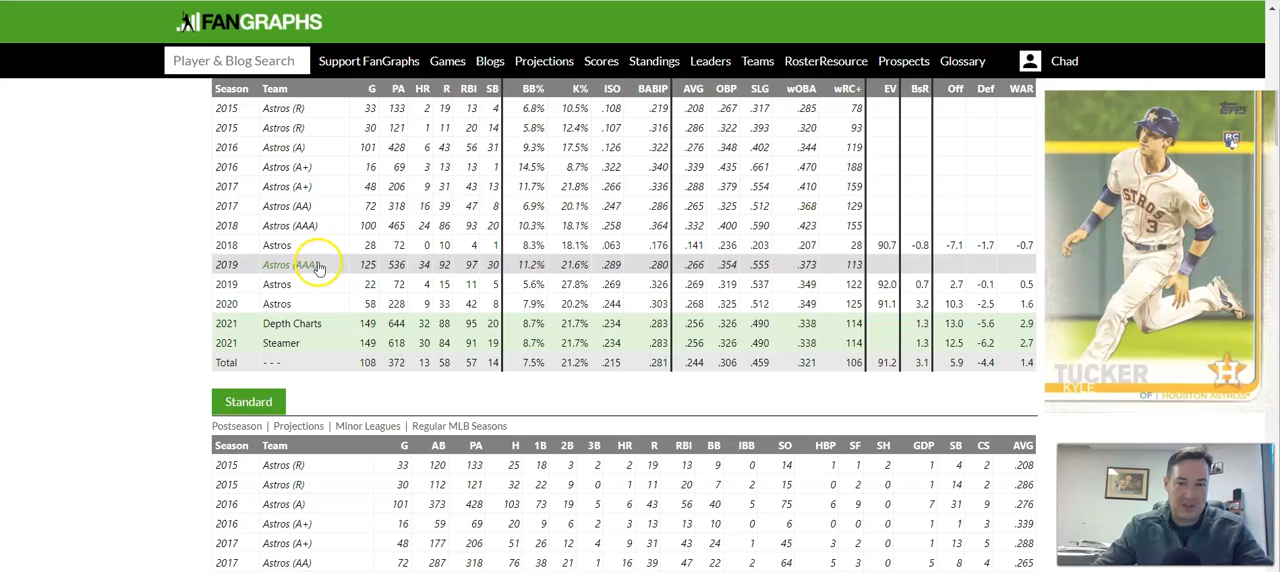 FANGRAPHS
Player & Blog Search Support FanGraphs Games Blogs Projections Scores Standings Leaders Teams RosterResource Prospects Glossary Chad
Season Team G PA HR R RBI SB BB% K% ISO BABIP AVG OBP SLG wOBA wRC+ EV BsR Off Def WAR
2015 Astros (R) 33 133 2 19 13 4 6.8% 10.5% .108 .219 .208 .267 .317 .285 78
2015 Astros (R) 30 121 1 11 20 14 5.8% 12.4% .107 .316 .286 .322 .393 .320 93
2016 Astros (A) 101 428 6 43 56 31 9.3% 17.5% .126 .322 .276 .348 .402 .344 119
2016 Astros (A+) 16 69 3 13 13 1 14.5% 8.7% .322 .340 .339 .435 .661 .470 188
2017 Astros (A+) 48 206 9 31 43 13 11.7% 21.8% .266 .336 .288 .379 .554 .410 159
2017 Astros (AA) 72 318 16 39 47 8 6.9% 20.1% .247 .286 .265 .325 .512 .368 129
2018 Astros (AAA) 100 465 24 86 93 20 10.3% 18.1% .258 .364 .332 .400 .590 .423 155
2018 Astros 28 72 0 10 4 1 8.3% 18.1% .063 .176 .141 .236 .203 .207 28 90.7 -0.8 -7.1 -1.7 -0.7
2019 Astros (AAA) 125 536 34 92 97 30 11.2% 21.6% .289 .280 .266 .354 .555 .373 113
2019 Astros 22 72 4 15 11 5 5.6% 27.8% .269 .326 .269 .319 .537 .349 122 92.0 0.7 2.7 -0.1 0.5
2020 Astros 58 228 9 33 42 8 7.9% 20.2% .244 .303 .268 .325 .512 .349 125 91.1 3.2 10.3 -2.5 1.6
2021 Depth Charts 149 644 32 88 95 20 8.7% 21.7% .234 .283 .256 .326 .490 .338 114 1.3 13.0 -5.6 2.9
2021 Steamer 149 618 30 84 91 19 8.7% 21.7% .234 .283 .256 .326 .490 .338 114 1.3 12.5 -6.2 2.7
Total - - - 108 372 13 58 57 14 7.5% 21.2% .215 .281 .244 .306 .459 .321 106 91.2 3.1 5.9 -4.4 1.4
Topps
RC
ASTROS
3
TUCKER
KYLE
OF | HOUSTON ASTROS
Standard
Postseason | Projections | Minor Leagues | Regular MLB Seasons
Season Team G AB PA H 1B 2B 3B HR R RBI BB IBB SO HBP SF SH GDP SB CS AVG
2015 Astros (R) 33 120 133 25 18 3 2 2 19 13 9 0 14 1 1 2 1 4 2 .208
2015 Astros (R) 30 112 121 32 22 9 0 1 11 20 7 2 15 0 2 0 1 14 2 .286
2016 Astros (A) 101 373 428 103 73 19 5 6 43 56 40 5 75 6 9 0 7 31 9 .276
2016 Astros (A+) 16 59 69 20 9 6 2 3 13 13 10 0 6 0 0 0 1 1 3 .339
2017 Astros (A+) 48 177 206 51 26 12 4 9 31 43 24 1 45 3 2 0 1 13 5 .288
2017 Astros (AA) 72 287 318 76 38 21 1 16 39 47 22 2 64 5 3 0 5 8 4 .265